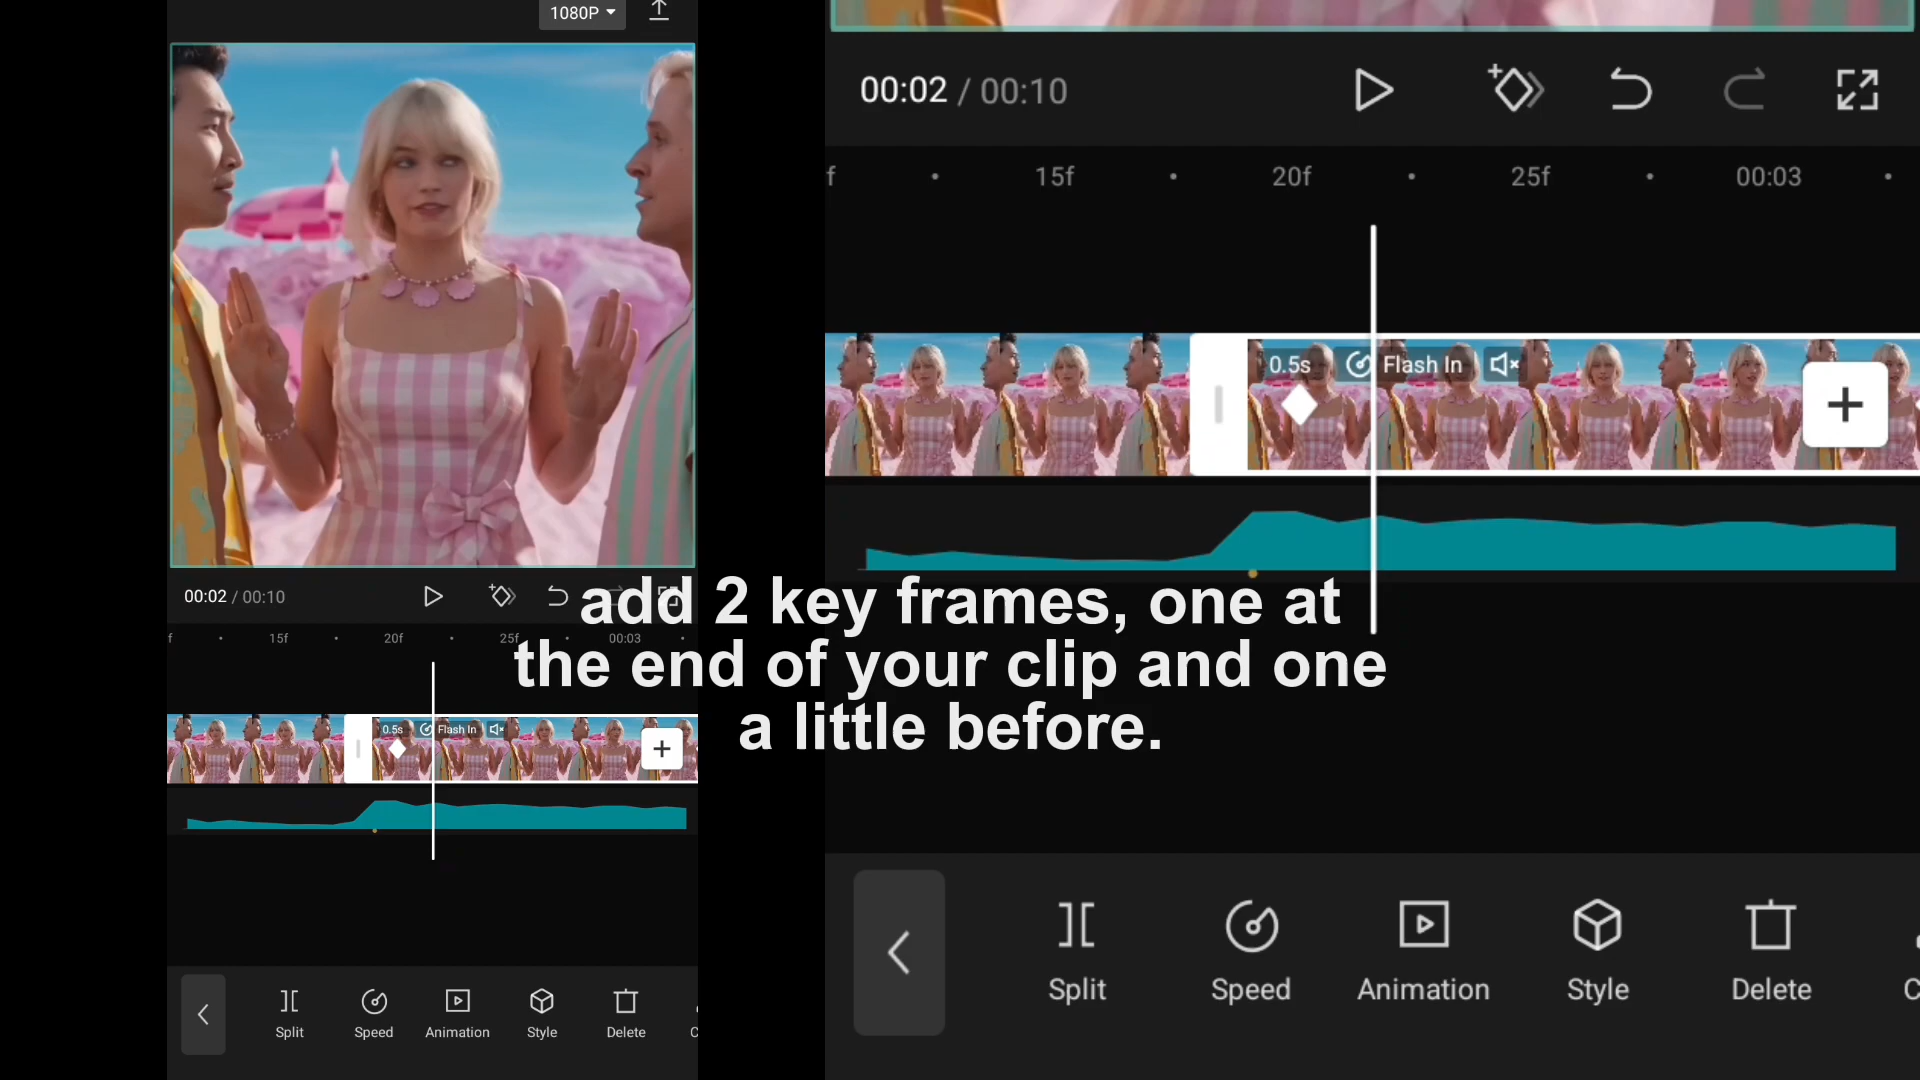 1080P
00:02 / 00:10
f 15f 20f 25f 00:03
0.5s Flash In
Split Speed Animation Style Delete C
00:02 / 00:10
f 15f 20f 25f 00:03
0.5s Flash In
Split Speed Animation Style Delete C
add 2 key frames, one at
the end of your clip and one
a little before.